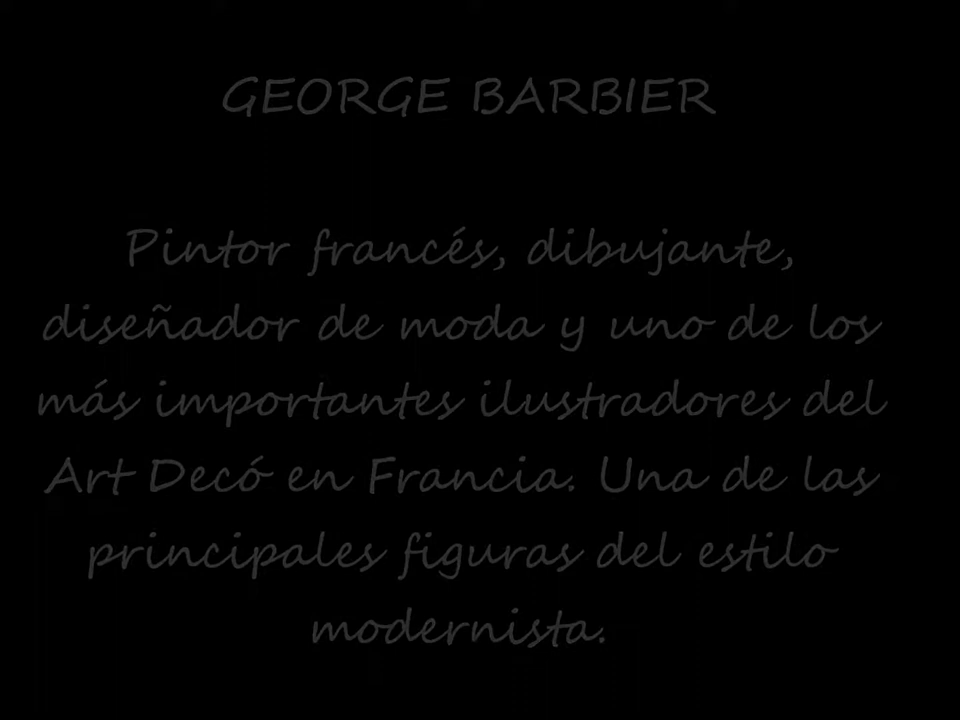 GEORGE BARBIER
Pintor francés, dibujante,
diseñador de moda y uno de los
más importantes ilustradores del
Art Decó en Francia. Una de las
principales figuras del estilo
modernista.